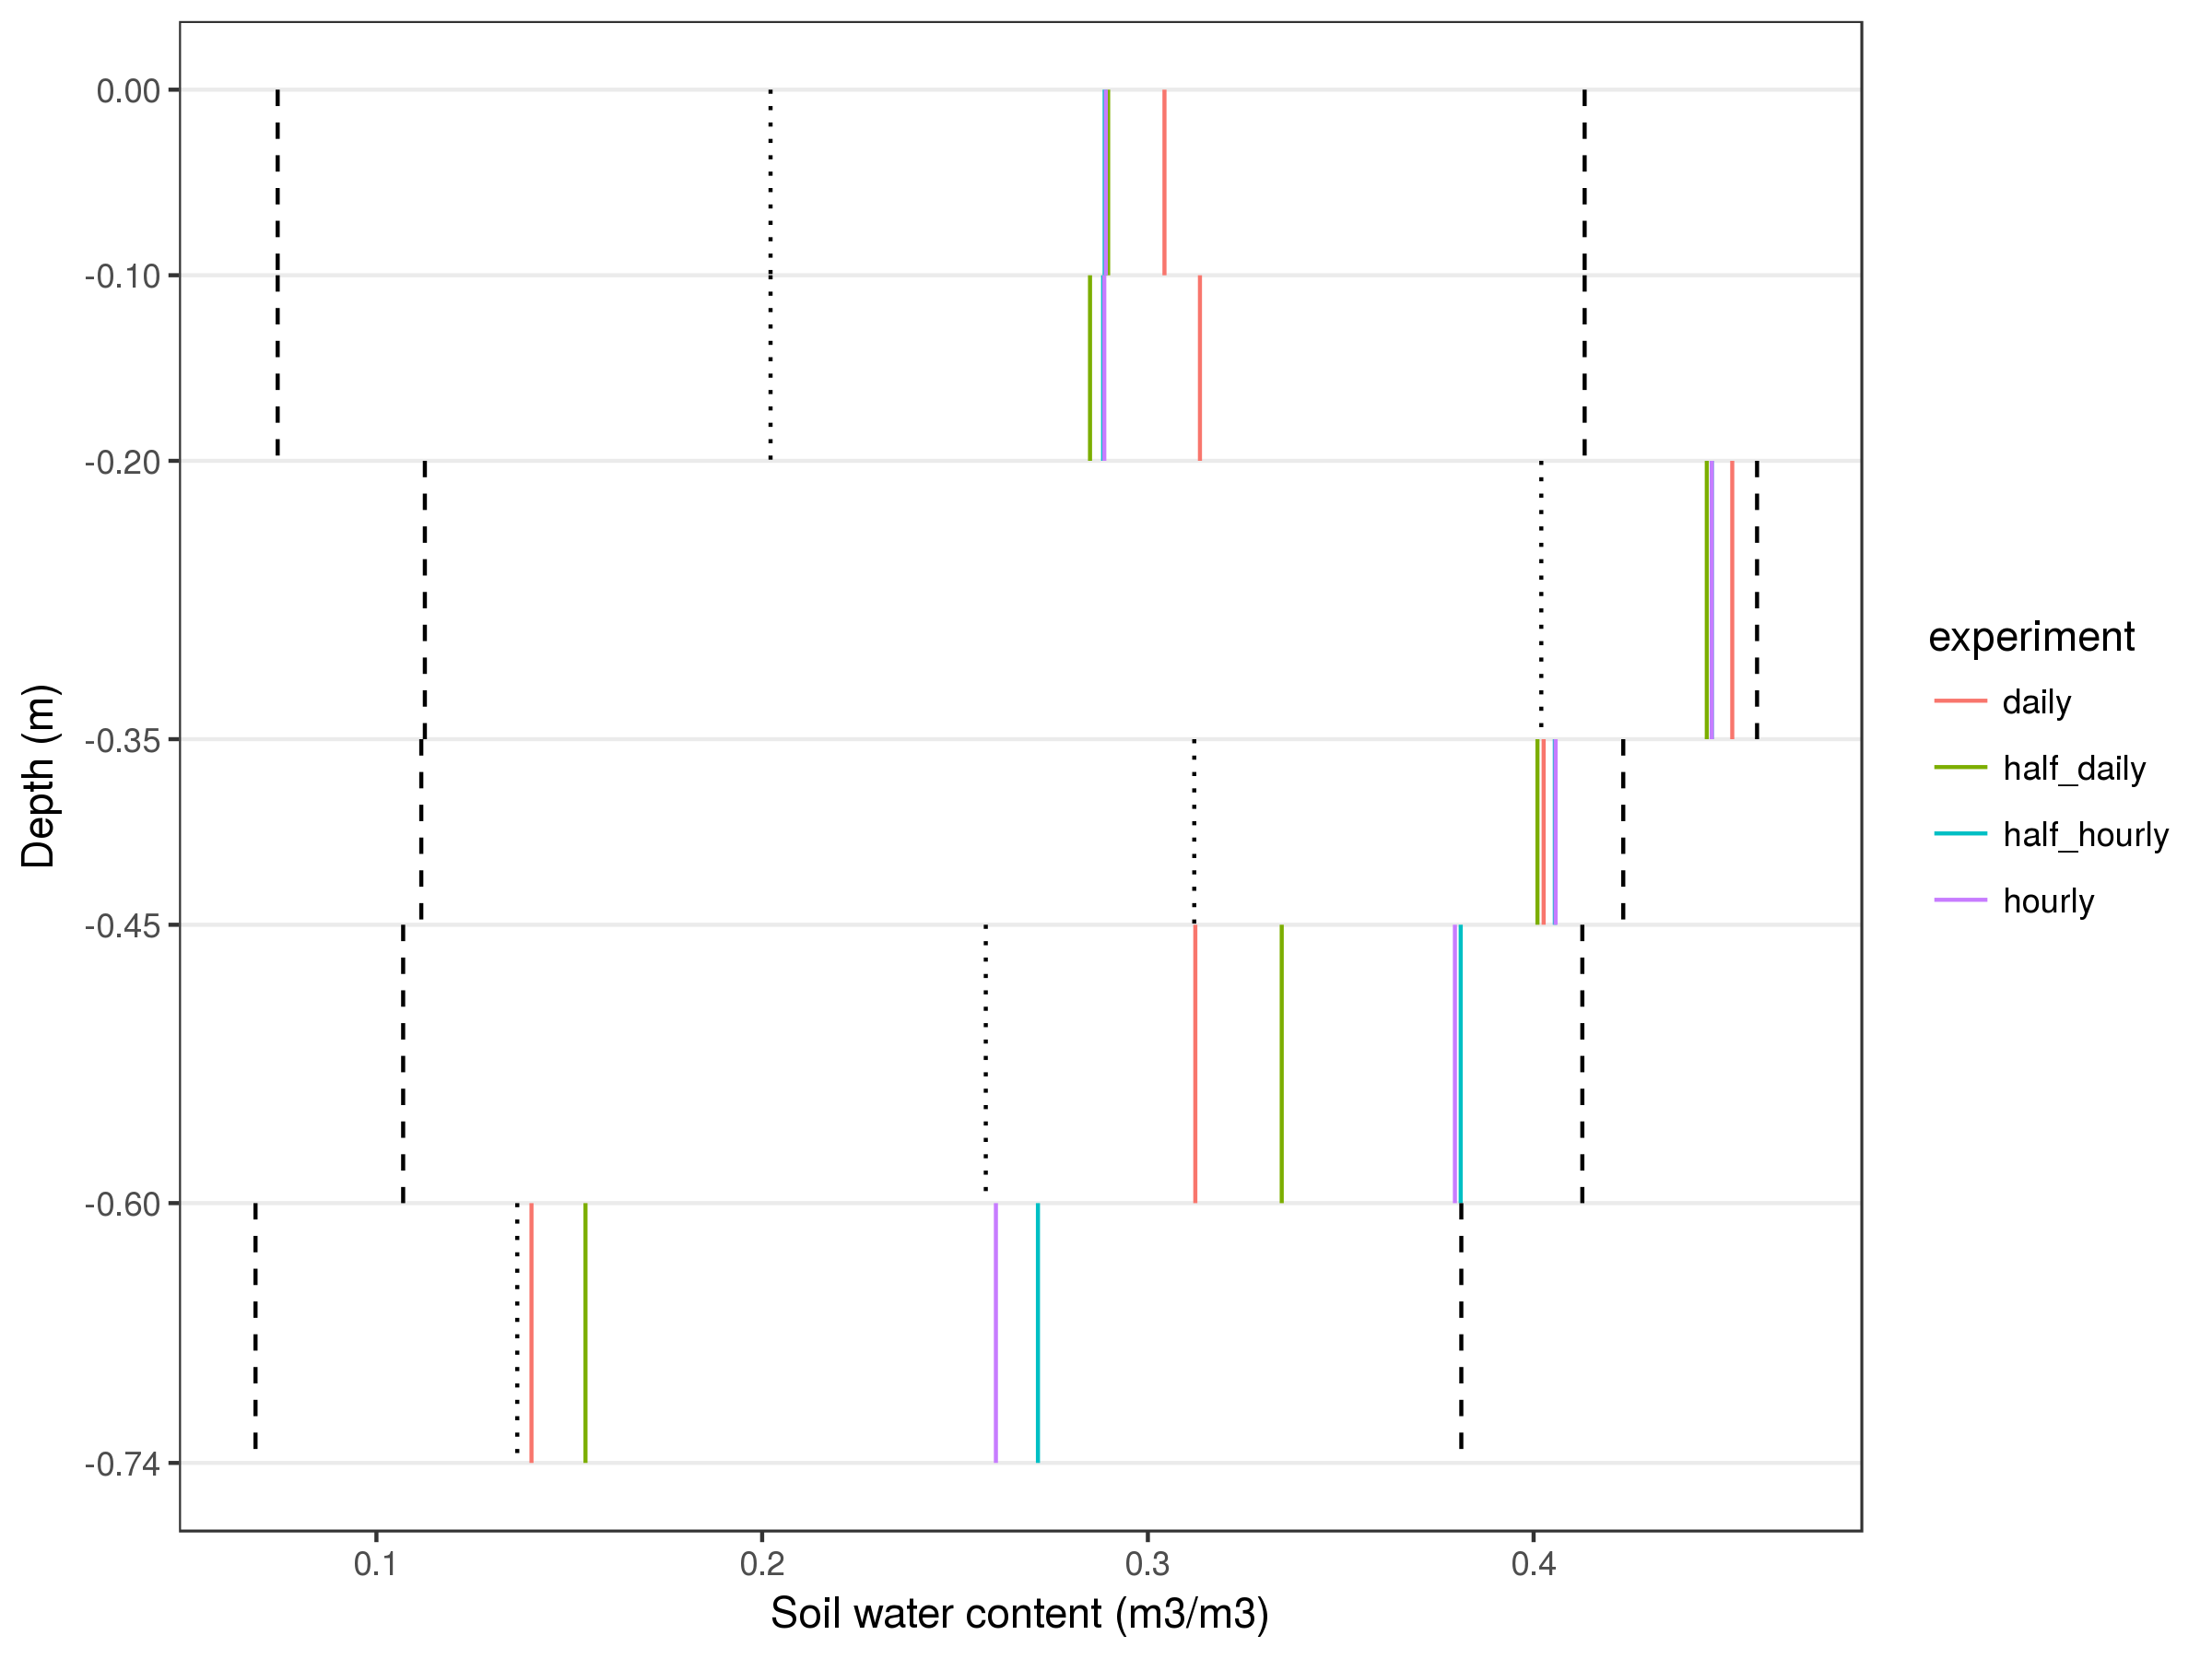 Depth (m)
0.00
-0.10
-0.20
-0.35
-0.45
-0.60
-0.74
0.1 0.2 0.3 0.4
Soil water content (m3/m3)
experiment
daily
half_daily
half_hourly
hourly